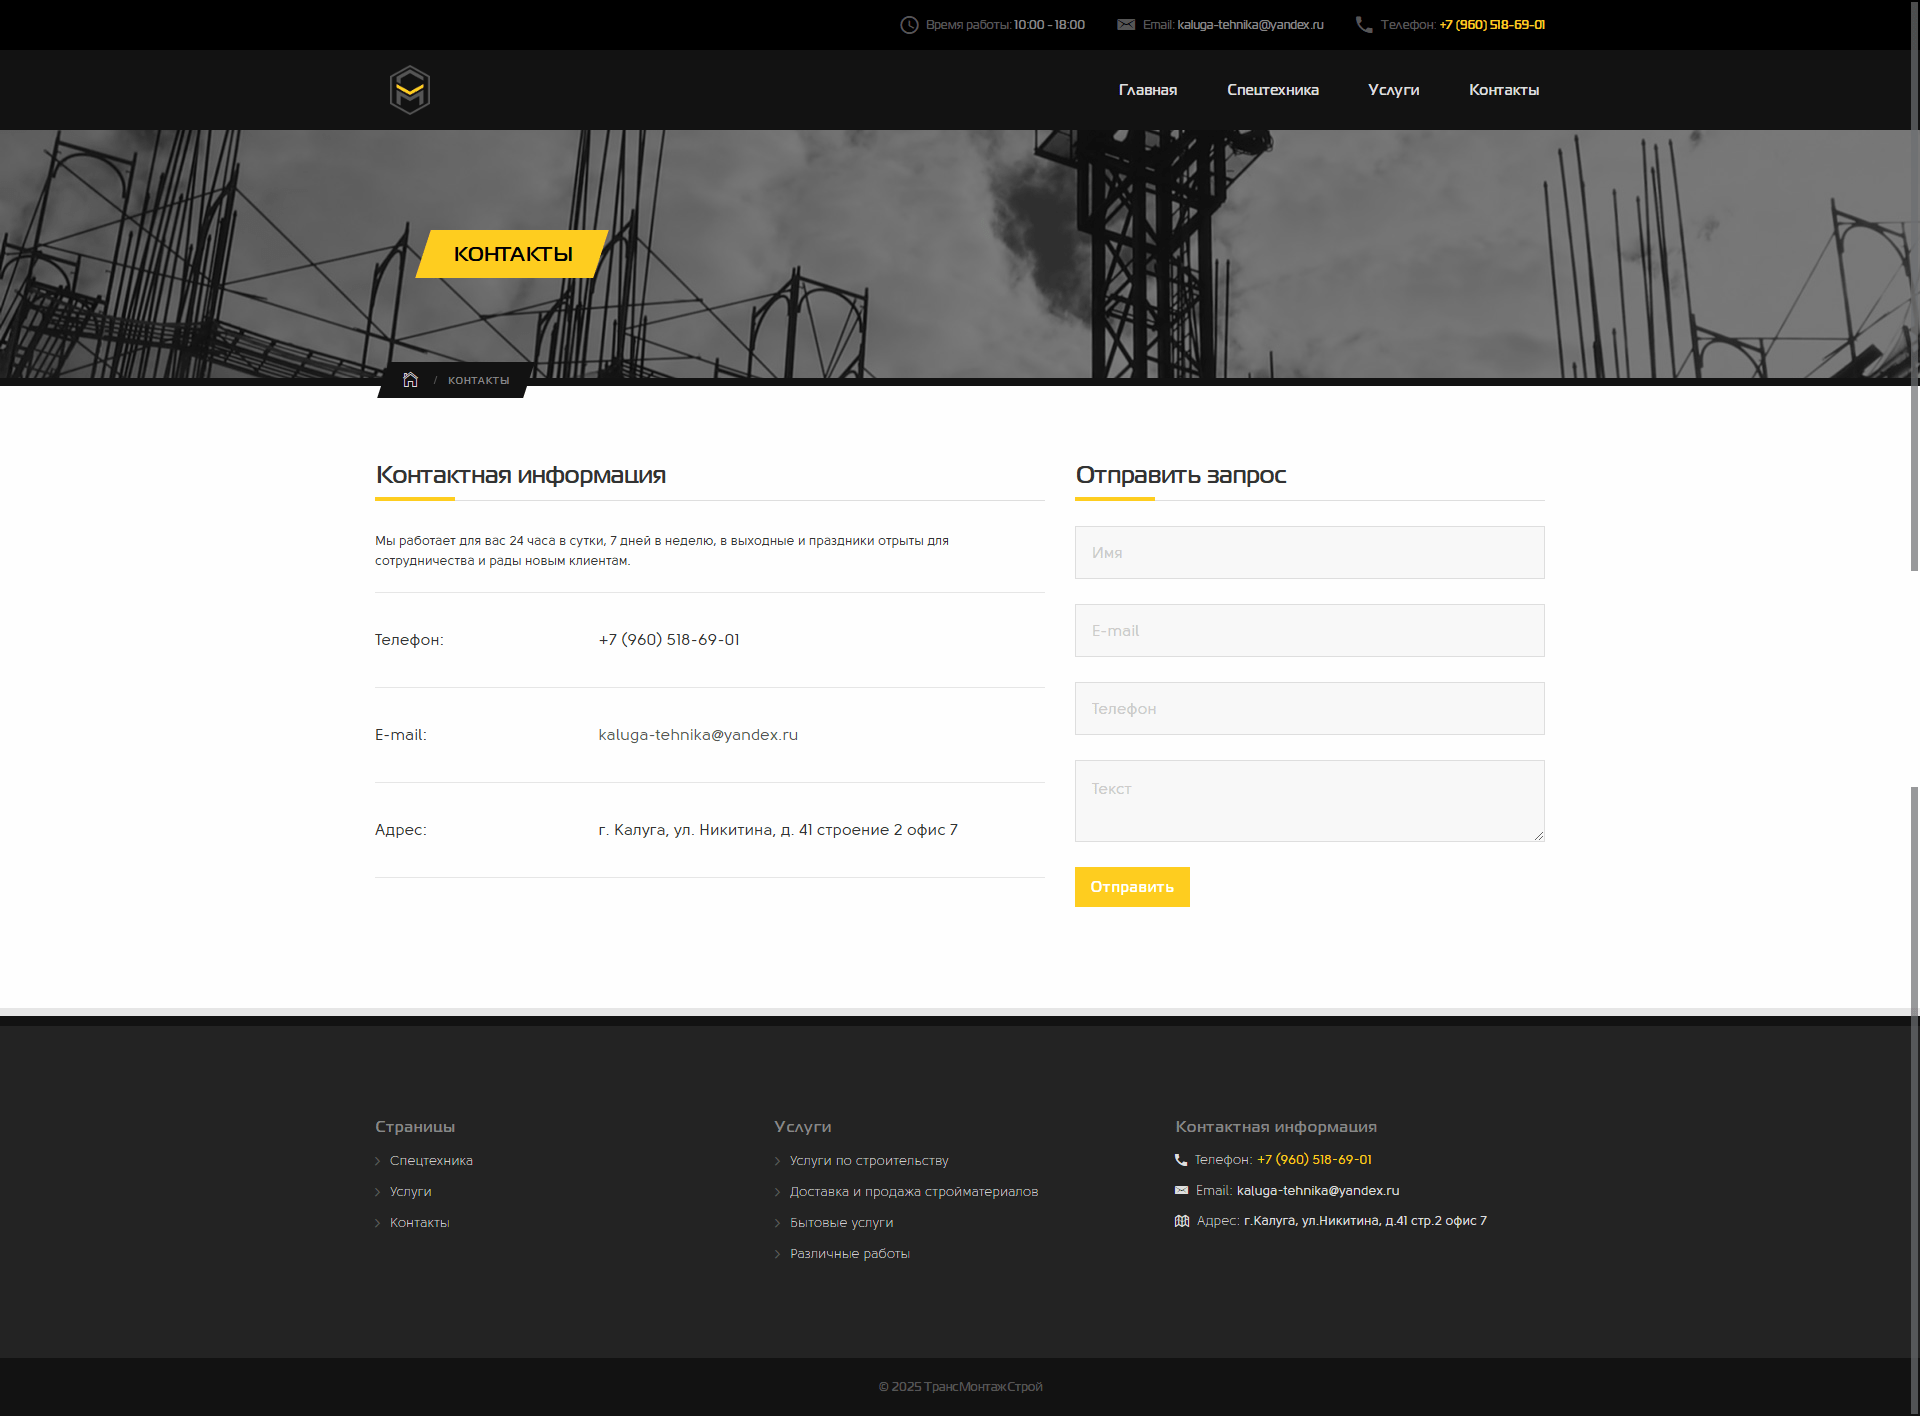 Время работы: 10:00 - 18:00 Email: kaluga-tehnika@yandex.ru Телефон: +7 (960) 518-69-01
Главная Спецтехника Услуги Контакты
КОНТАКТЫ
/ КОНТАКТЫ
Контактная информация
Мы работает для вас 24 часа в сутки, 7 дней в неделю, в выходные и праздники отрыты для
сотрудничества и рады новым клиентам.
Телефон: +7 (960) 518-69-01
E-mail: kaluga-tehnika@yandex.ru
Адрес: г. Калуга, ул. Никитина, д. 41 строение 2 офис 7
Отправить запрос
Имя
E-mail
Телефон
Текст
Отправить
Страницы
Спецтехника
Услуги
Контакты
Услуги
Услуги по строительству
Доставка и продажа стройматериалов
Бытовые услуги
Различные работы
Контактная информация
Телефон: +7 (960) 518-69-01
Email: kaluga-tehnika@yandex.ru
Адрес: г.Калуга, ул.Никитина, д.41 стр.2 офис 7
© 2025 ТрансМонтажСтрой